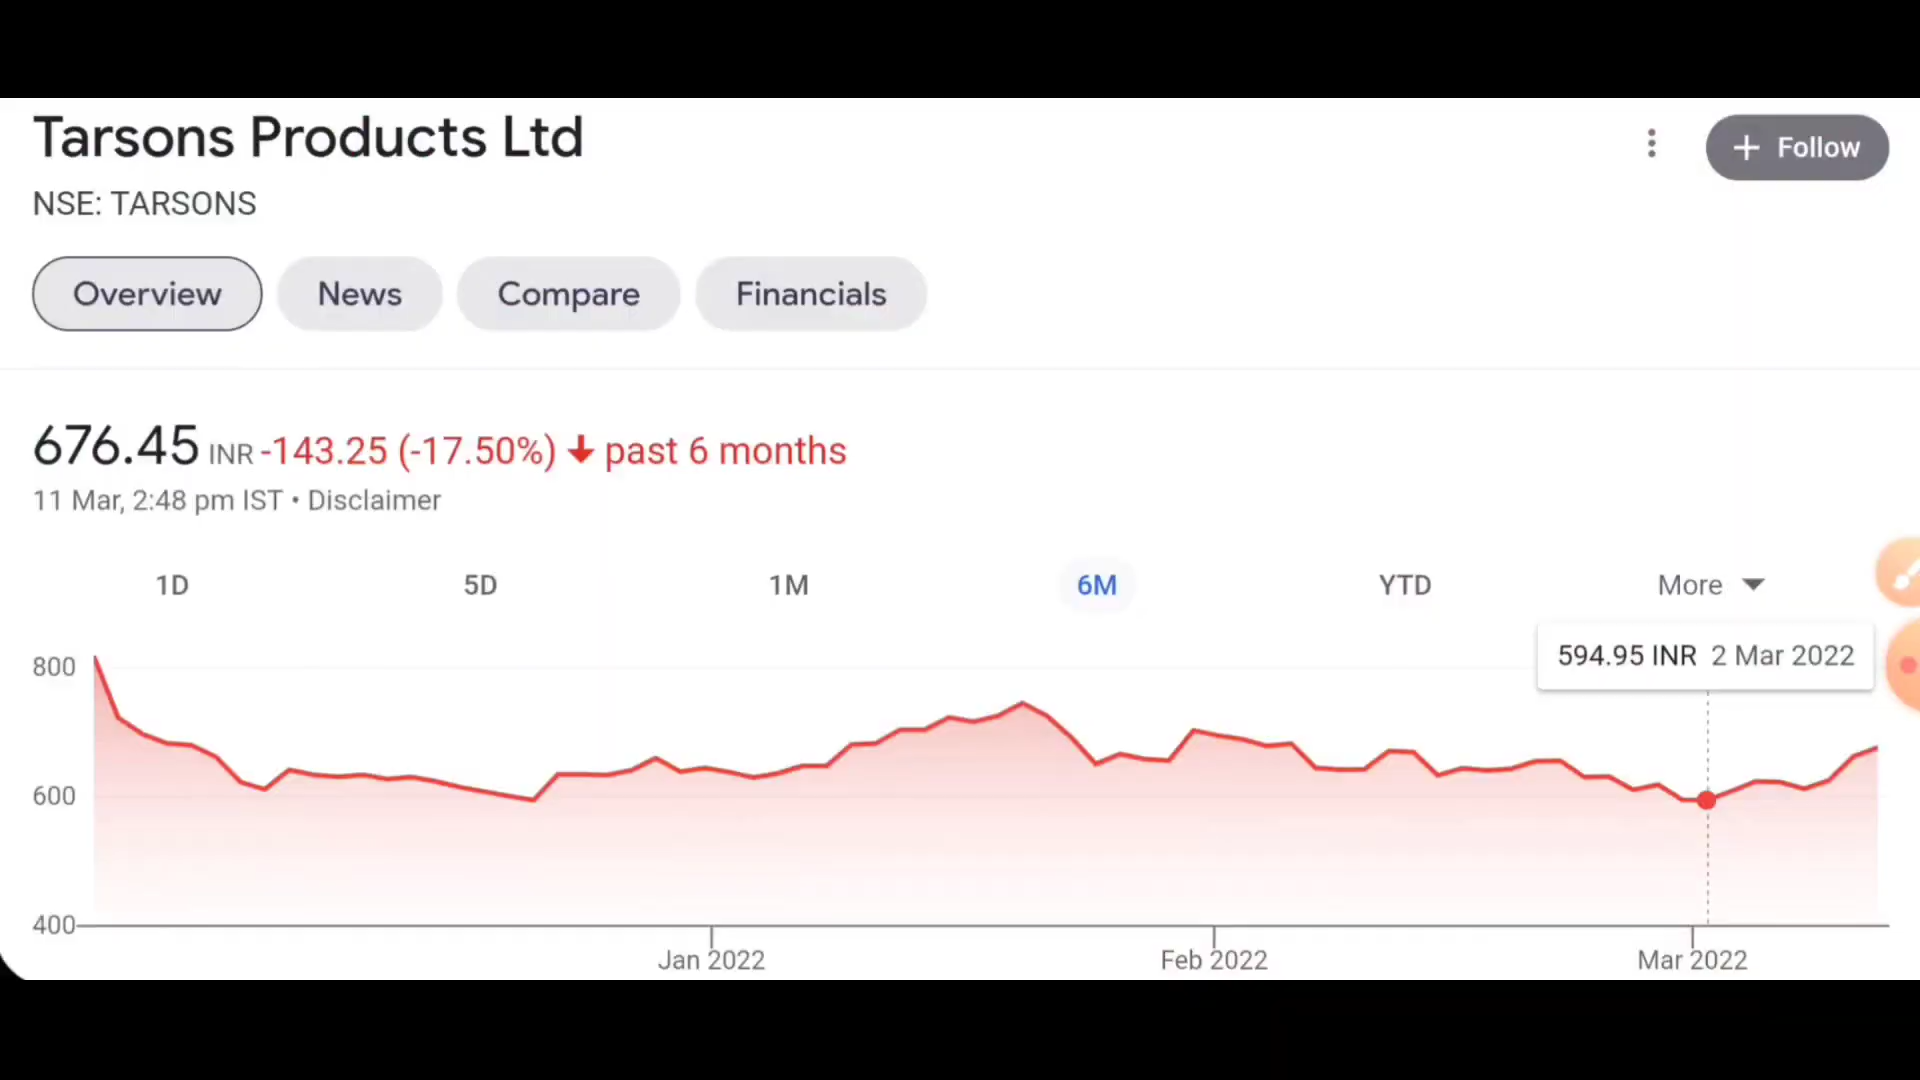 Tarsons Products Ltd
+ Follow
NSE: TARSONS
Overview News Compare Financials
676.45 INR -143.25 (-17.50%) ↓ past 6 months
11 Mar, 2:48 pm IST • Disclaimer
1D 5D 1M 6M YTD More
594.95 INR 2 Mar 2022
800
600
400
Jan 2022 Feb 2022 Mar 2022